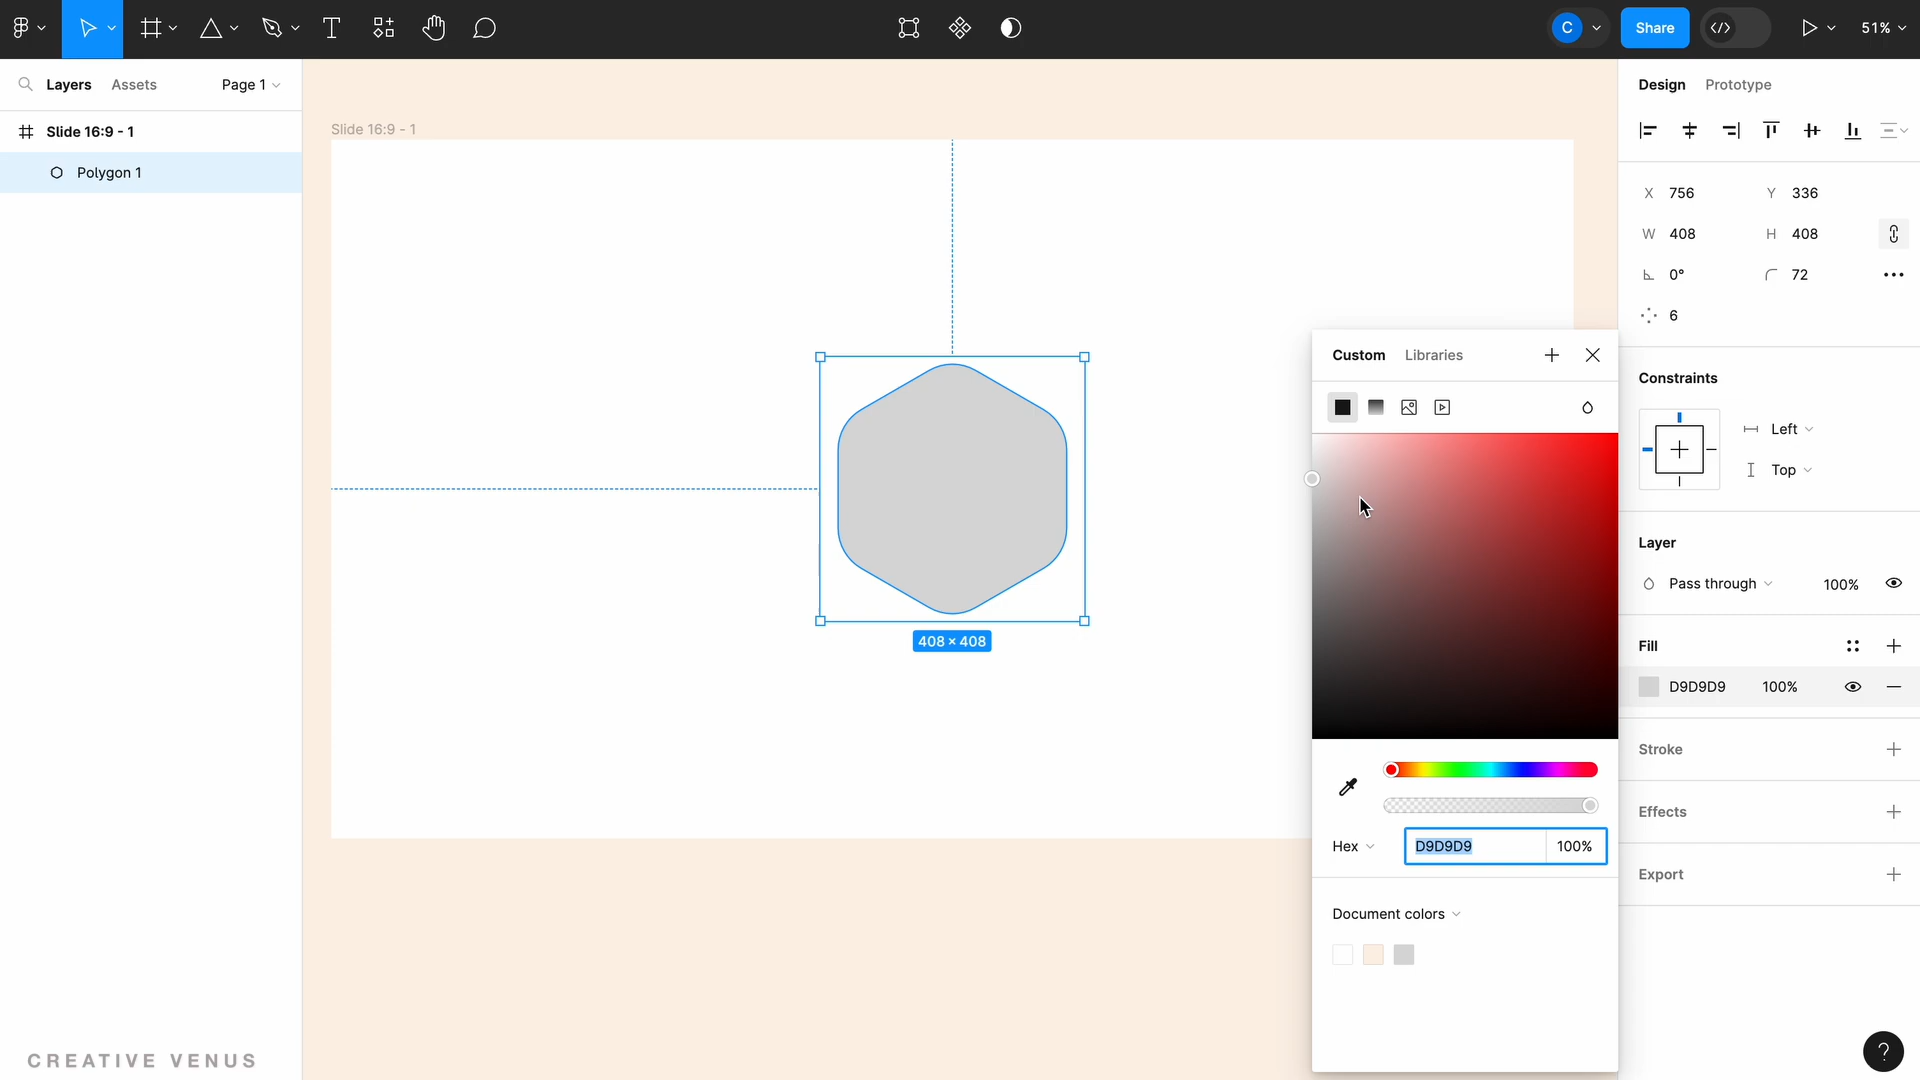 C
Share
51%
Layers
Assets
Page 1
Design
Prototype
Slide 16:9 - 1
Polygon 1
Slide 16:9 - 1
408 × 408
X 756
Y 336
W 408
H 408
0°
72
6
Constraints
Left
Top
Layer
Pass through
100%
Fill
D9D9D9
100%
Stroke
Effects
Export
Custom
Libraries
Hex
D9D9D9
100%
Document colors
CREATIVE VENUS
?